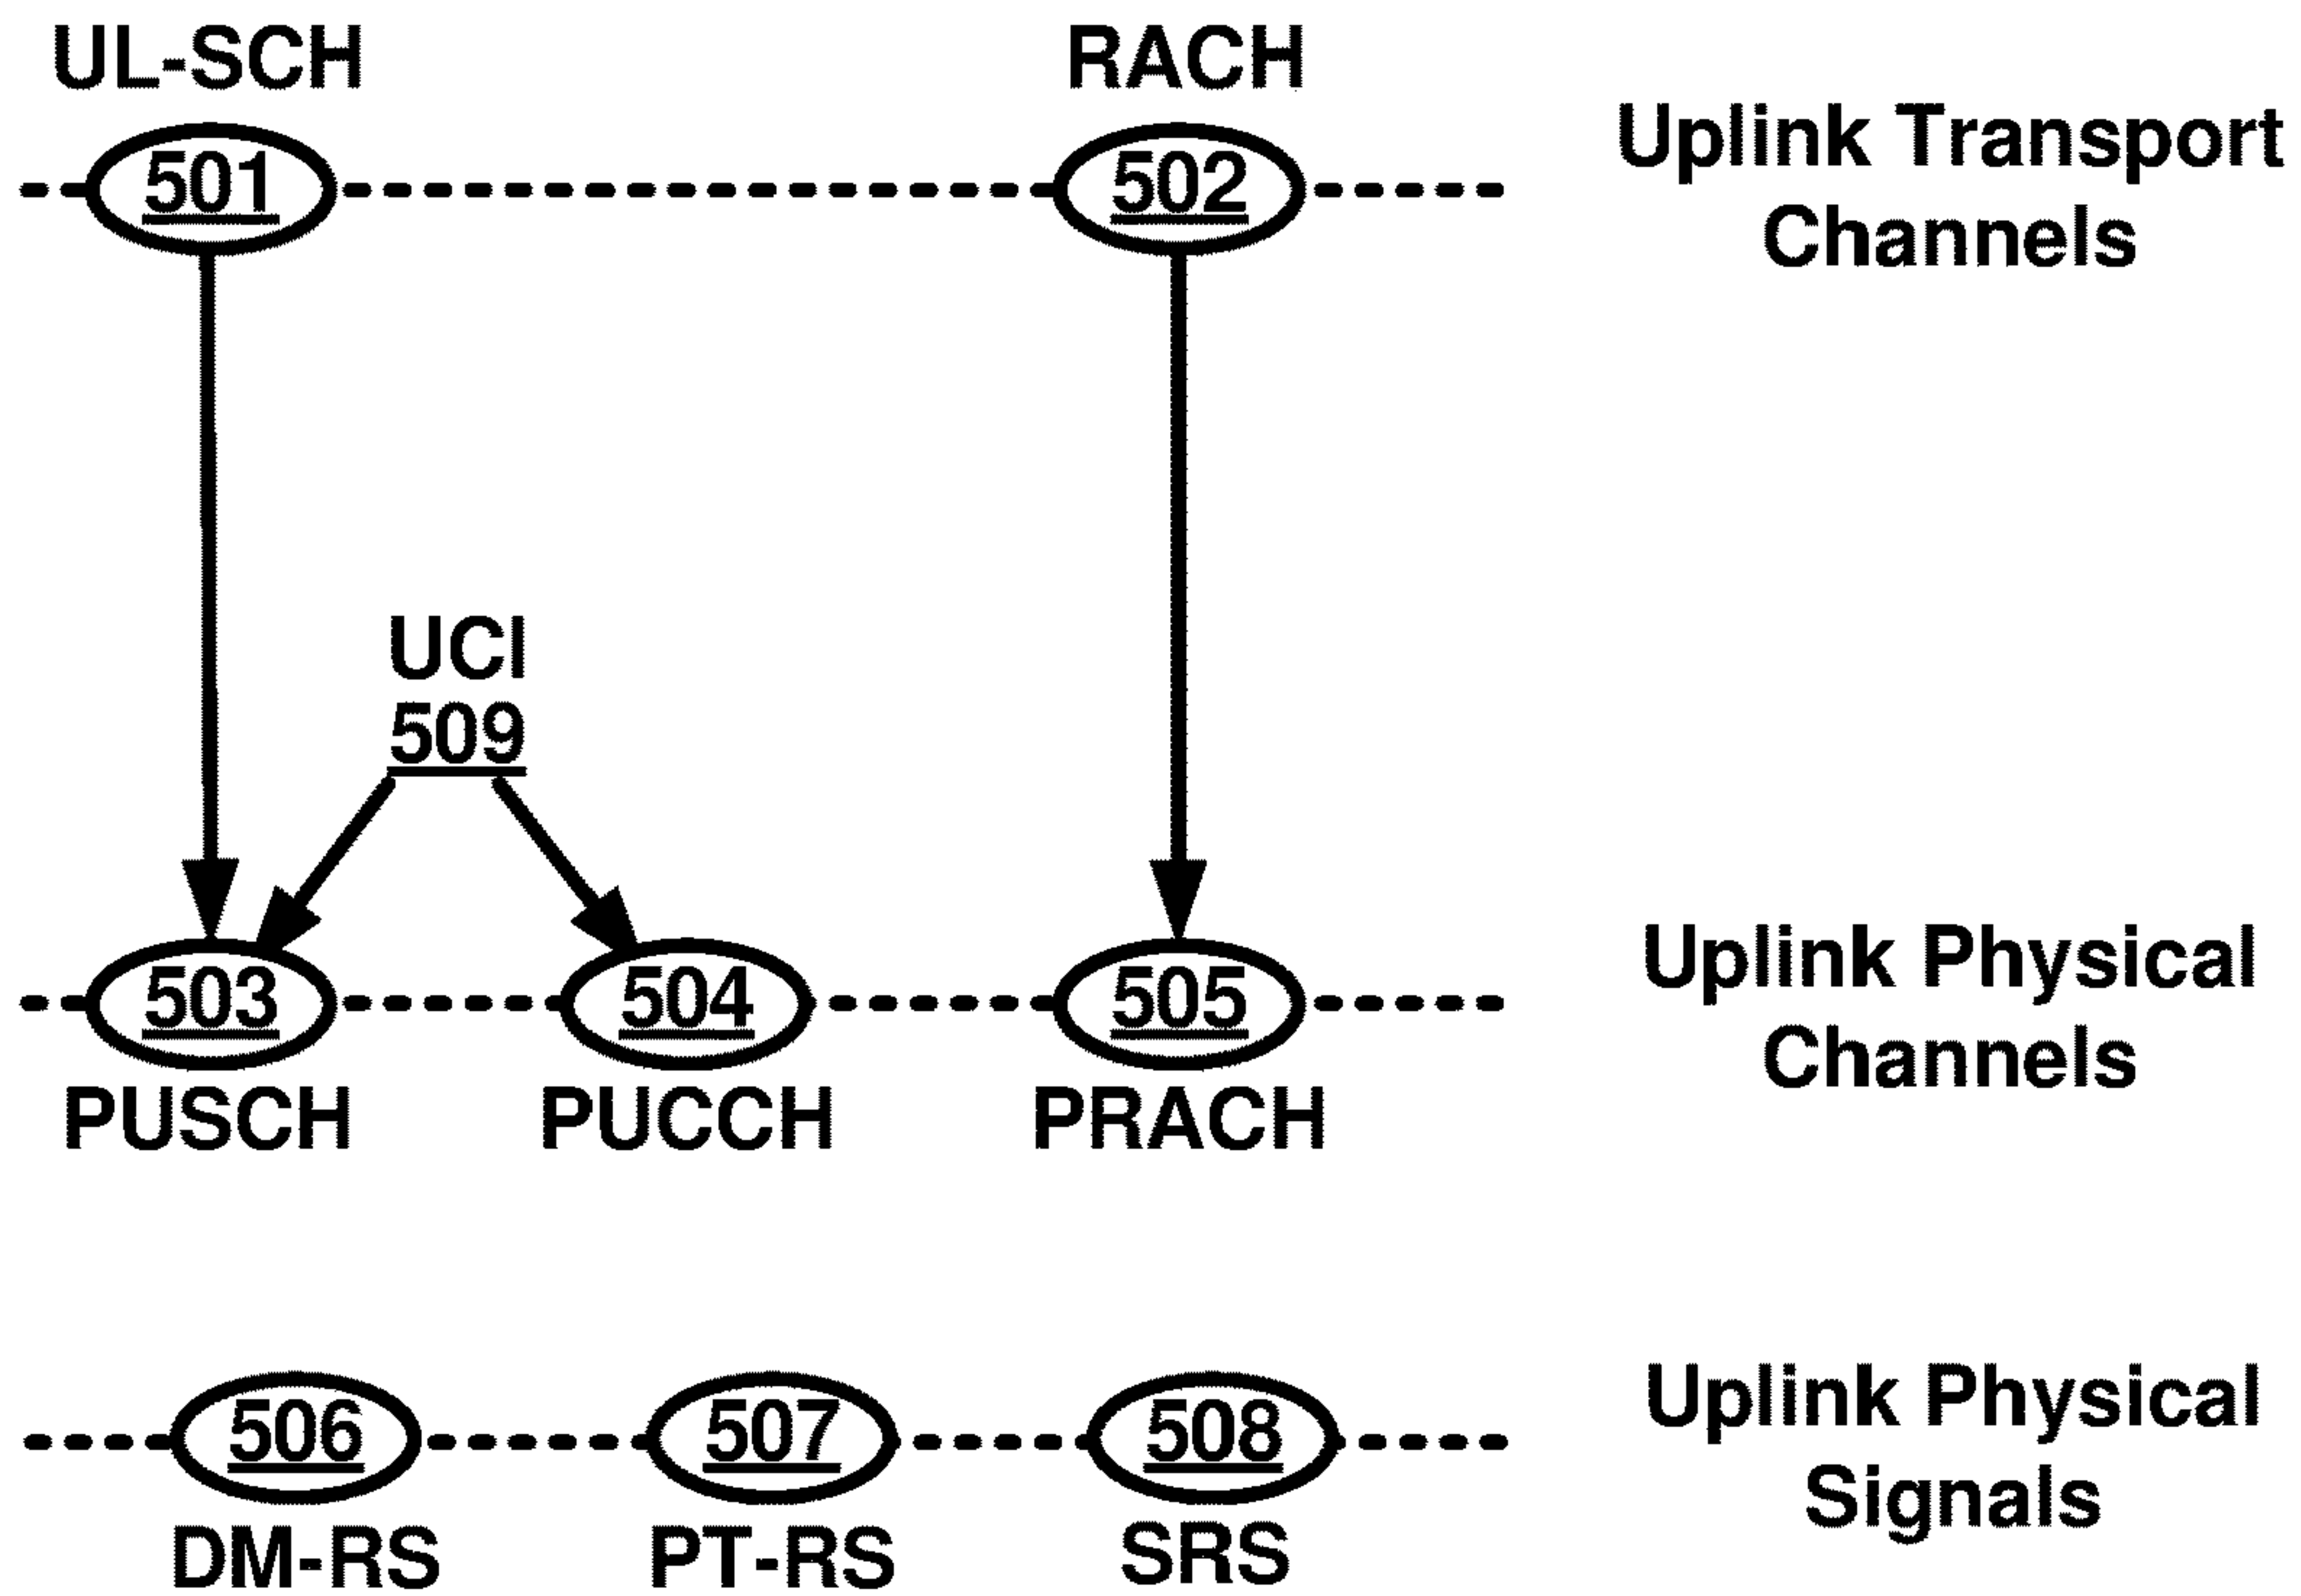 UL-SCH
RACH
501
502
Uplink Transport
Channels
UCI
509
503
504
505
Uplink Physical
Channels
PUSCH
PUCCH
PRACH
506
507
508
Uplink Physical
Signals
DM-RS
PT-RS
SRS